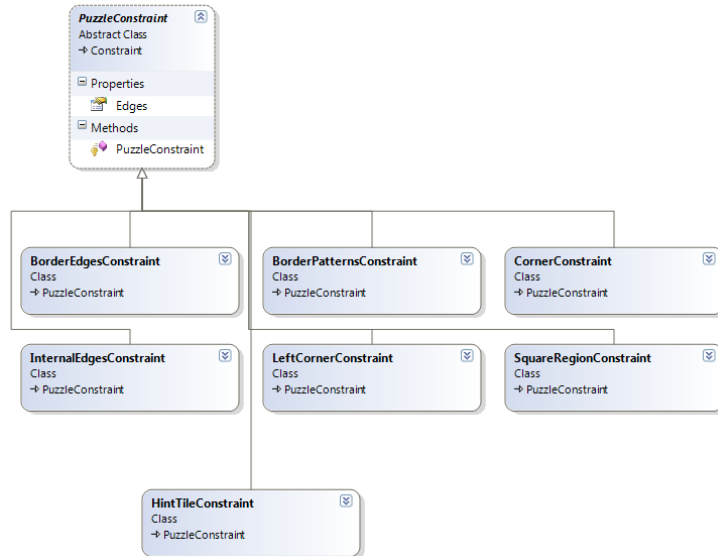 PuzzleConstraint
Abstract Class
Constraint
Properties
Edges
Methods
PuzzleConstraint
BorderEdgesConstraint
Class
PuzzleConstraint
BorderPatternsConstraint
Class
PuzzleConstraint
CornerConstraint
Class
PuzzleConstraint
InternalEdgesConstraint
Class
PuzzleConstraint
LeftCornerConstraint
Class
PuzzleConstraint
SquareRegionConstraint
Class
PuzzleConstraint
HintTileConstraint
Class
PuzzleConstraint